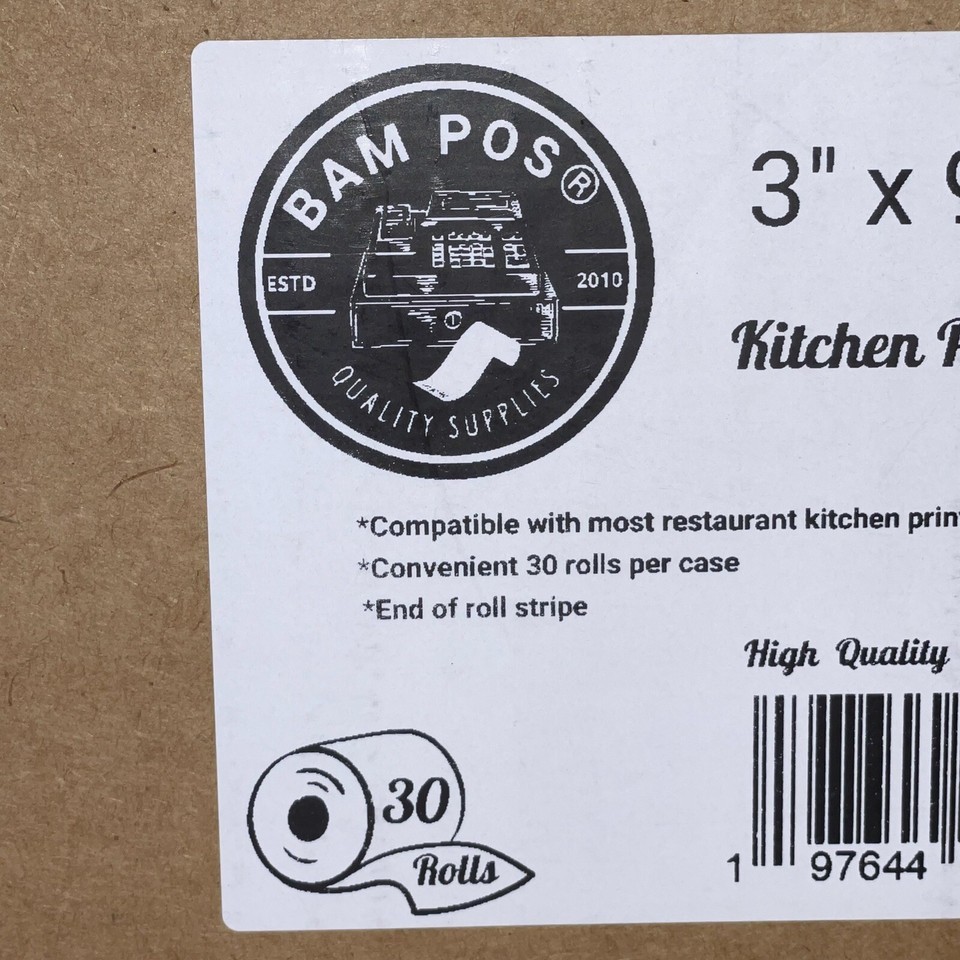 BAM POS®
ESTD
2010
QUALITY SUPPLIES
3" x
Kitchen
*Compatible with most restaurant kitchen
*Convenient 30 rolls per case
*End of roll stripe
High Quality
30
Rolls
1 97644